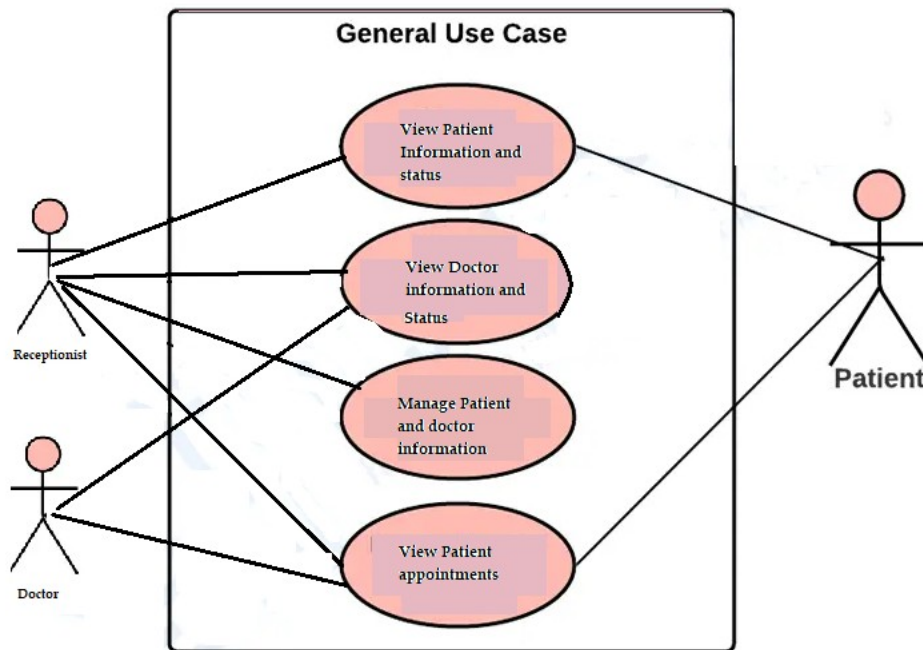 General Use Case
View Patient
Information and
status
View Doctor
information and
Status
Receptionist
Manage Patient
and doctor
information
Patient
View Patient
appointments
Doctor